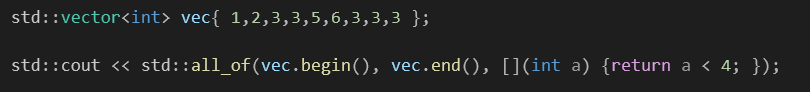 std::vector<int> vec{ 1,2,3,3,5,6,3,3,3 };
std::cout << std::all_of(vec.begin(), vec.end(), [](int a) {return a < 4; });